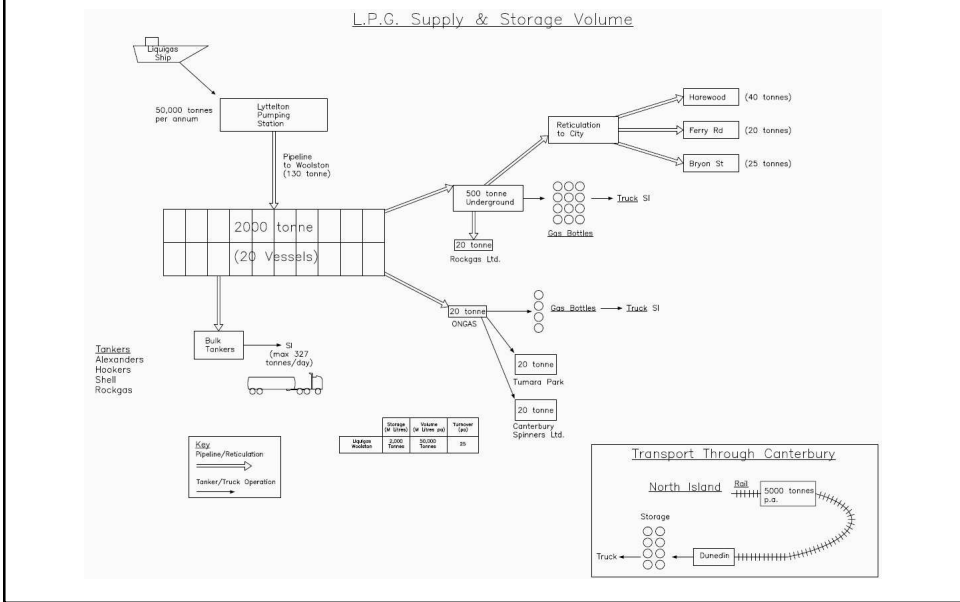 L.P.G. Supply & Storage Volume
Liquigas
Ship
50,000 tonnes
per annum
Lyttelton
Pumping
Station
Pipeline
to Woolston
(130 tonne)
2000 tonne
(20 Vessels)
Reticulation
to City
Harewood
(40 tonnes)
Ferry Rd
(20 tonnes)
Bryon St
(25 tonnes)
500 tonne
Underground
Gas Bottles
Truck SI
20 tonne
Rockgas Ltd.
20 tonne
ONGAS
Gas Bottles
Truck SI
20 tonne
Tumara Park
20 tonne
Canterbury
Spinners Ltd.
Bulk
Tankers
SI
(max 327
tonnes/day)
Tankers
Alexanders
Hookers
Shell
Rockgas
Storage
(M Litres)
Volume
(M Litres pa)
Turnover
(pa)
Liquigas
Woolston
2,000
Tonnes
50,000
Tonnes
25
Key
Pipeline/Reticulation
Tanker/Truck Operation
Transport Through Canterbury
North Island
Rail
5000 tonnes
p.a.
Storage
Truck
Dunedin